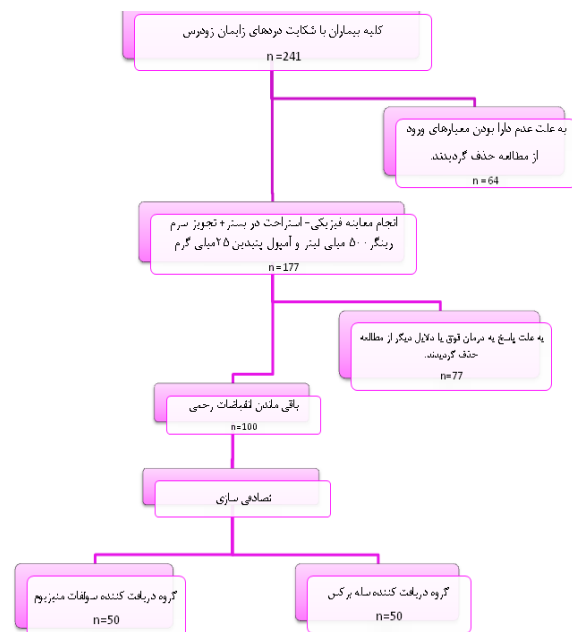 کلیه بیماران با شکایت دردهای زایمان زودرس
n =241
به علت عدم دارا بودن معیارهای ورود
از مطالعه حذف گردیدند.
n = 64
انجام معاینه فیزیکی- استراحت در بستر+ تجویز سرم
رینگر ۵۰۰ میلی لیتر و آمپول پتیدین ۲۵میلی گرم
n =177
به علت پاسخ به درمان فوق یا دلایل دیگر از مطالعه
حذف گردیدند.
n=77
باقی ماندن انقباضات رحمی
n=100
تصادفی سازی
گروه دریافت کننده سله برکس
n=50
گروه دریافت کننده سولفات منیزیوم
n=50